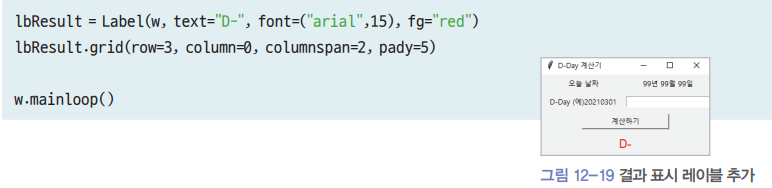 lbResult = Label(w, text="D-", font=("arial",15), fg="red")
lbResult.grid(row=3, column=0, columnspan=2, pady=5)
w.mainloop()
D-Day 계산기
오늘 날짜 99년 99월 99일
D-Day (예)20210301
계산하기
D-
그림 12-19 결과 표시 레이블 추가